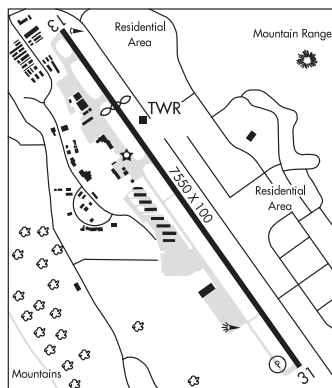 13
Residential
Area
Mountain Range
TWR
7550 X 100
Residential
Area
Mountains
P
31